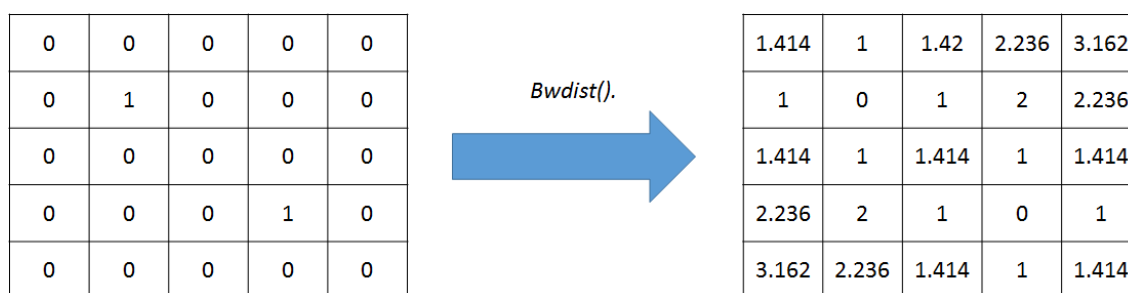 0 0 0 0 0
0 1 0 0 0
0 0 0 0 0
0 0 0 1 0
0 0 0 0 0
Bwdist().
1.414 1 1.42 2.236 3.162
1 0 1 2 2.236
1.414 1 1.414 1 1.414
2.236 2 1 0 1
3.162 2.236 1.414 1 1.414